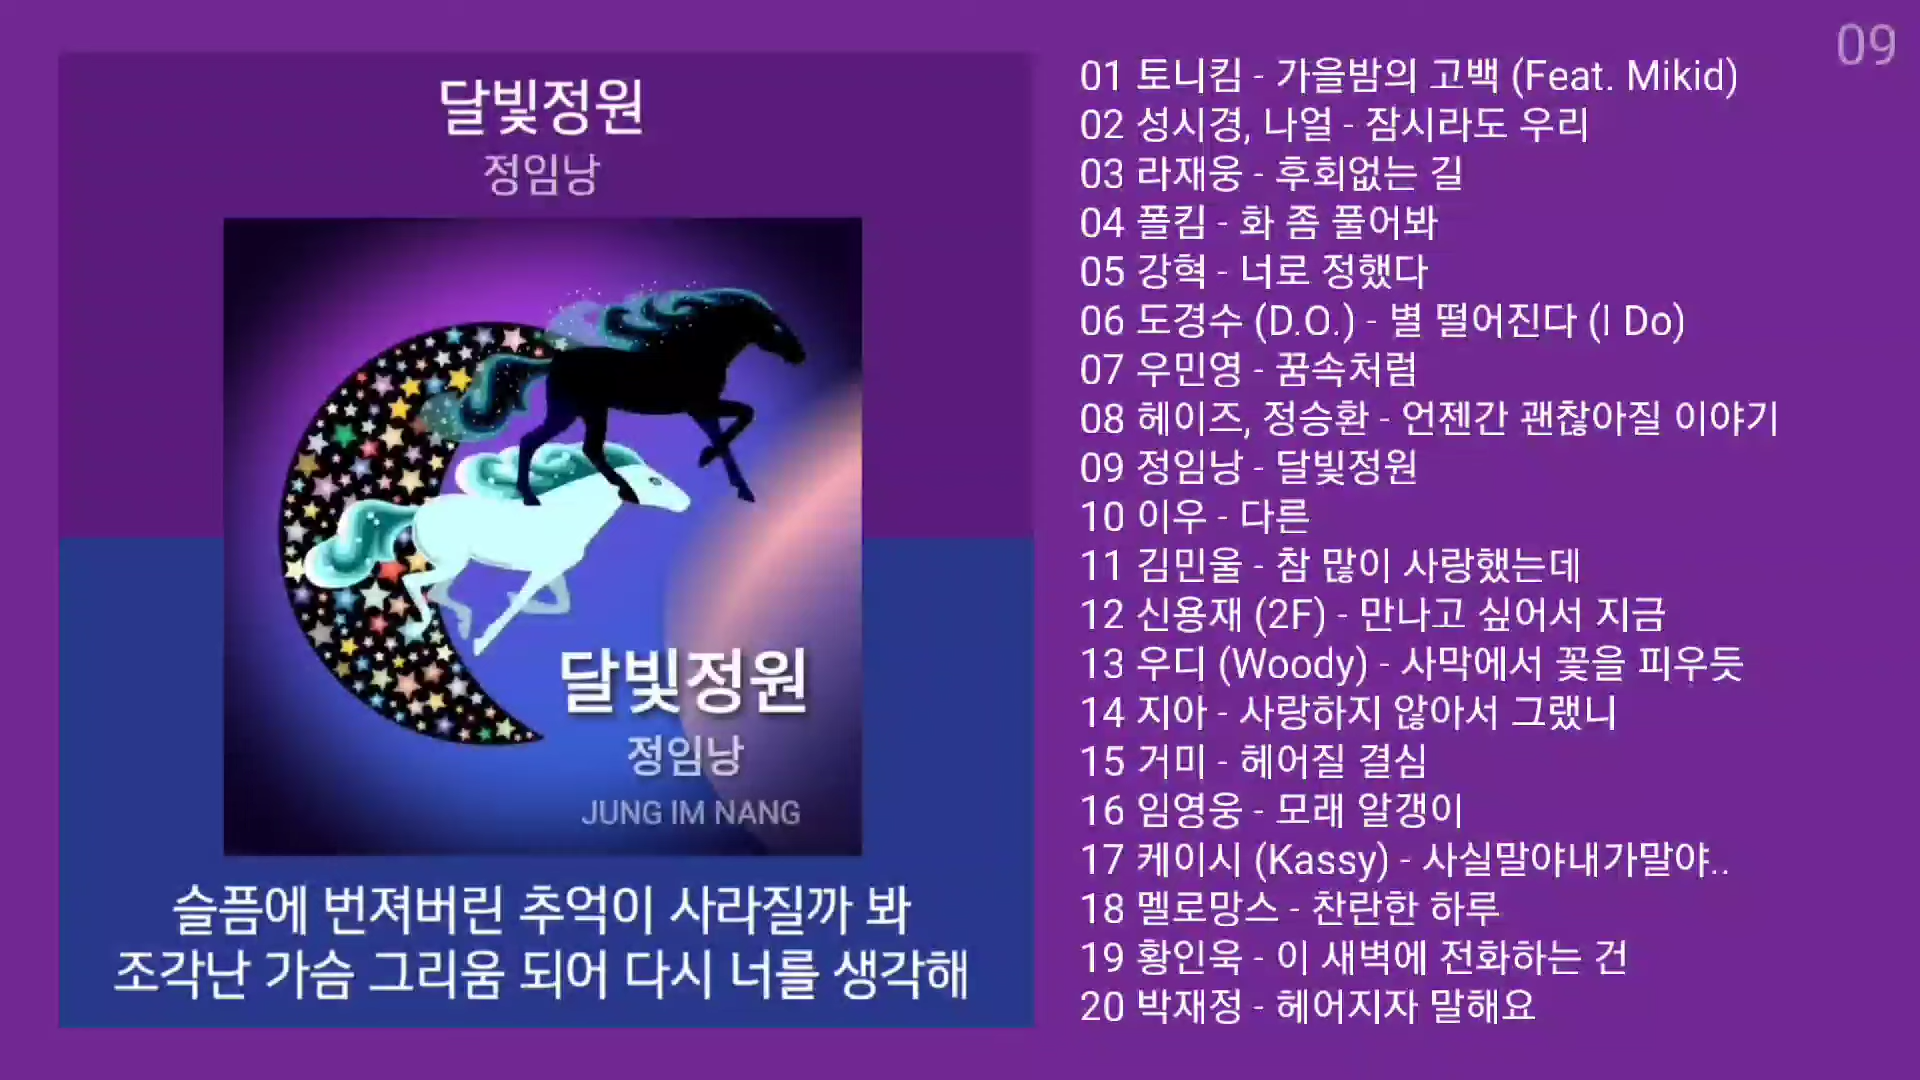 달빛정원
정임낭
달빛정원
정임낭
JUNG IM NANG
슬픔에 번져버린 추억이 사라질까 봐
조각난 가슴 그리움 되어 다시 너를 생각해
09
01 토니킴 - 가을밤의 고백 (Feat. Mikid)
02 성시경, 나얼 - 잠시라도 우리
03 라재웅 - 후회없는 길
04 폴킴 - 화 좀 풀어봐
05 강혁 - 너로 정했다
06 도경수 (D.O.) - 별 떨어진다 (I Do)
07 우민영 - 꿈속처럼
08 헤이즈, 정승환 - 언젠간 괜찮아질 이야기
09 정임낭 - 달빛정원
10 이우 - 다른
11 김민울 - 참 많이 사랑했는데
12 신용재 (2F) - 만나고 싶어서 지금
13 우디 (Woody) - 사막에서 꽃을 피우듯
14 지아 - 사랑하지 않아서 그랬니
15 거미 - 헤어질 결심
16 임영웅 - 모래 알갱이
17 케이시 (Kassy) - 사실말야내가말야..
18 멜로망스 - 찬란한 하루
19 황인욱 - 이 새벽에 전화하는 건
20 박재정 - 헤어지자 말해요